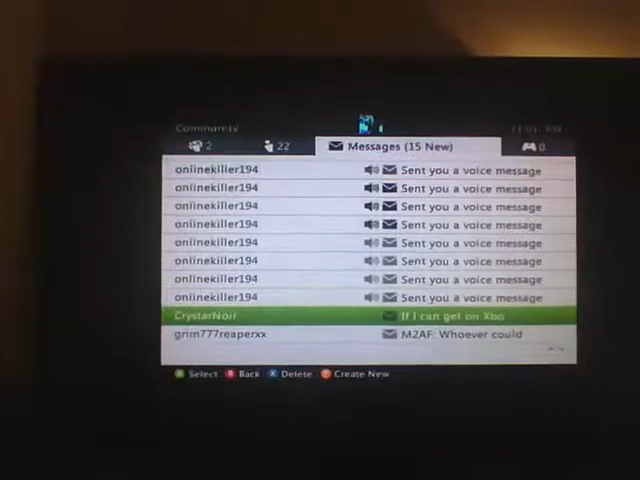 Community
2 22 Messages (15 New) 0
onlinekiller194 Sent you a voice message
onlinekiller194 Sent you a voice message
onlinekiller194 Sent you a voice message
onlinekiller194 Sent you a voice message
onlinekiller194 Sent you a voice message
onlinekiller194 Sent you a voice message
onlinekiller194 Sent you a voice message
onlinekiller194 Sent you a voice message
CrystarNoir If I can get on Xbo
grim777reaperxx M2AF: Whoever could
A Select B Back X Delete Y Create New